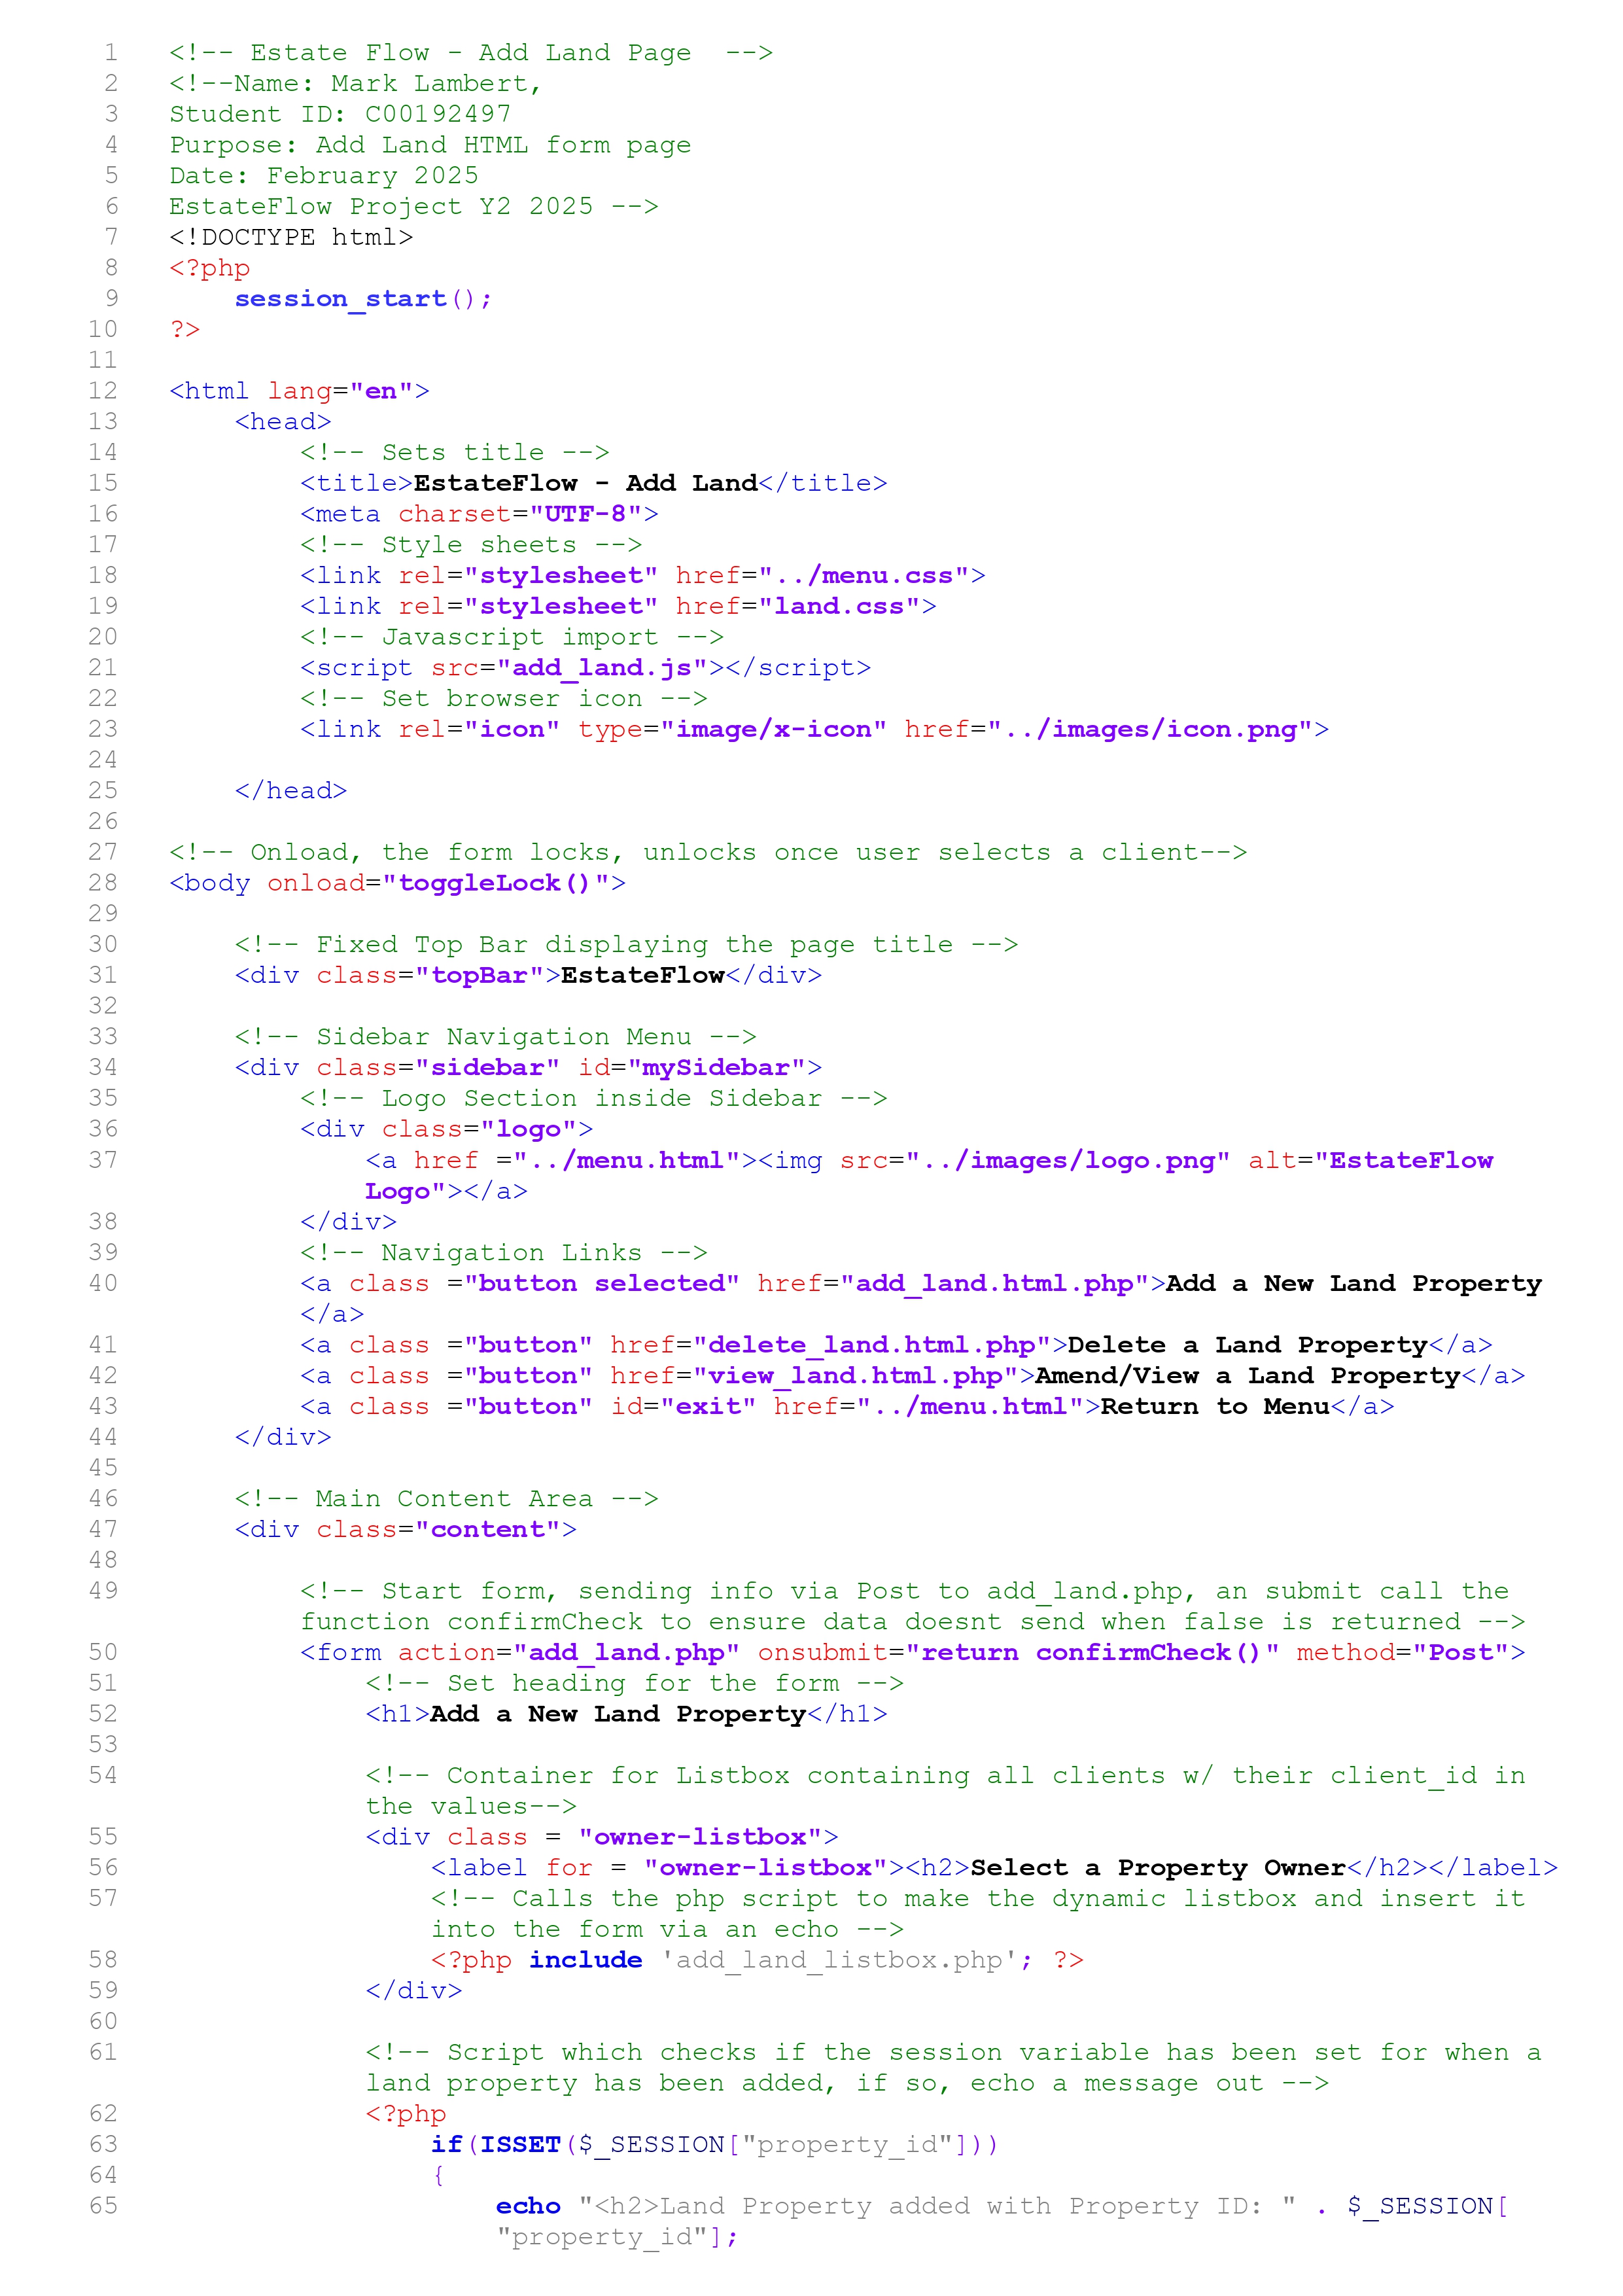 1 <!-- Estate Flow - Add Land Page  -->
2 <!--Name: Mark Lambert,
3 Student ID: C00192497
4 Purpose: Add Land HTML form page
5 Date: February 2025
6 EstateFlow Project Y2 2025 -->
7 <!DOCTYPE html>
8 <?php
9     session_start();
10 ?>
11
12 <html lang="en">
13     <head>
14         <!-- Sets title -->
15         <title>EstateFlow - Add Land</title>
16         <meta charset="UTF-8">
17         <!-- Style sheets -->
18         <link rel="stylesheet" href="../menu.css">
19         <link rel="stylesheet" href="land.css">
20         <!-- Javascript import -->
21         <script src="add_land.js"></script>
22         <!-- Set browser icon -->
23         <link rel="icon" type="image/x-icon" href="../images/icon.png">
24
25     </head>
26
27 <!-- Onload, the form locks, unlocks once user selects a client-->
28 <body onload="toggleLock()">
29
30     <!-- Fixed Top Bar displaying the page title -->
31     <div class="topBar">EstateFlow</div>
32
33     <!-- Sidebar Navigation Menu -->
34     <div class="sidebar" id="mySidebar">
35         <!-- Logo Section inside Sidebar -->
36         <div class="logo">
37             <a href ="../menu.html"><img src="../images/logo.png" alt="EstateFlow
Logo"></a>
38         </div>
39         <!-- Navigation Links -->
40         <a class ="button selected" href="add_land.html.php">Add a New Land Property
</a>
41         <a class ="button" href="delete_land.html.php">Delete a Land Property</a>
42         <a class ="button" href="view_land.html.php">Amend/View a Land Property</a>
43         <a class ="button" id="exit" href="../menu.html">Return to Menu</a>
44     </div>
45
46     <!-- Main Content Area -->
47     <div class="content">
48
49         <!-- Start form, sending info via Post to add_land.php, an submit call the
function confirmCheck to ensure data doesnt send when false is returned -->
50         <form action="add_land.php" onsubmit="return confirmCheck()" method="Post">
51             <!-- Set heading for the form -->
52             <h1>Add a New Land Property</h1>
53
54             <!-- Container for Listbox containing all clients w/ their client_id in
the values-->
55             <div class = "owner-listbox">
56                 <label for = "owner-listbox"><h2>Select a Property Owner</h2></label>
57                 <!-- Calls the php script to make the dynamic listbox and insert it
into the form via an echo -->
58                 <?php include 'add_land_listbox.php'; ?>
59             </div>
60
61             <!-- Script which checks if the session variable has been set for when a
land property has been added, if so, echo a message out -->
62             <?php
63                 if(ISSET($_SESSION["property_id"]))
64                 {
65                     echo "<h2>Land Property added with Property ID: " . $_SESSION[
"property_id"];